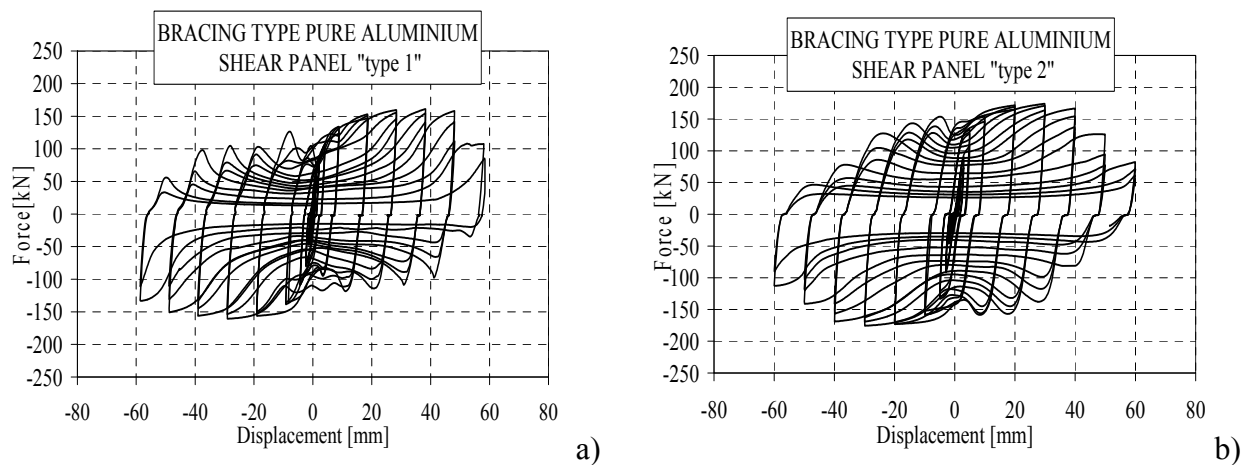 BRACING TYPE PURE ALUMINIUM
SHEAR PANEL "type 1"
250
200
150
100
50
0
-50
-100
-150
-200
-250
Force[kN]
-80 -60 -40 -20 0 20 40 60 80
Displacement [mm]
a)
BRACING TYPE PURE ALUMINIUM
SHEAR PANEL "type 2"
250
200
150
100
50
0
-50
-100
-150
-200
-250
Force [kN]
-80 -60 -40 -20 0 20 40 60 80
Displacement [mm]
b)